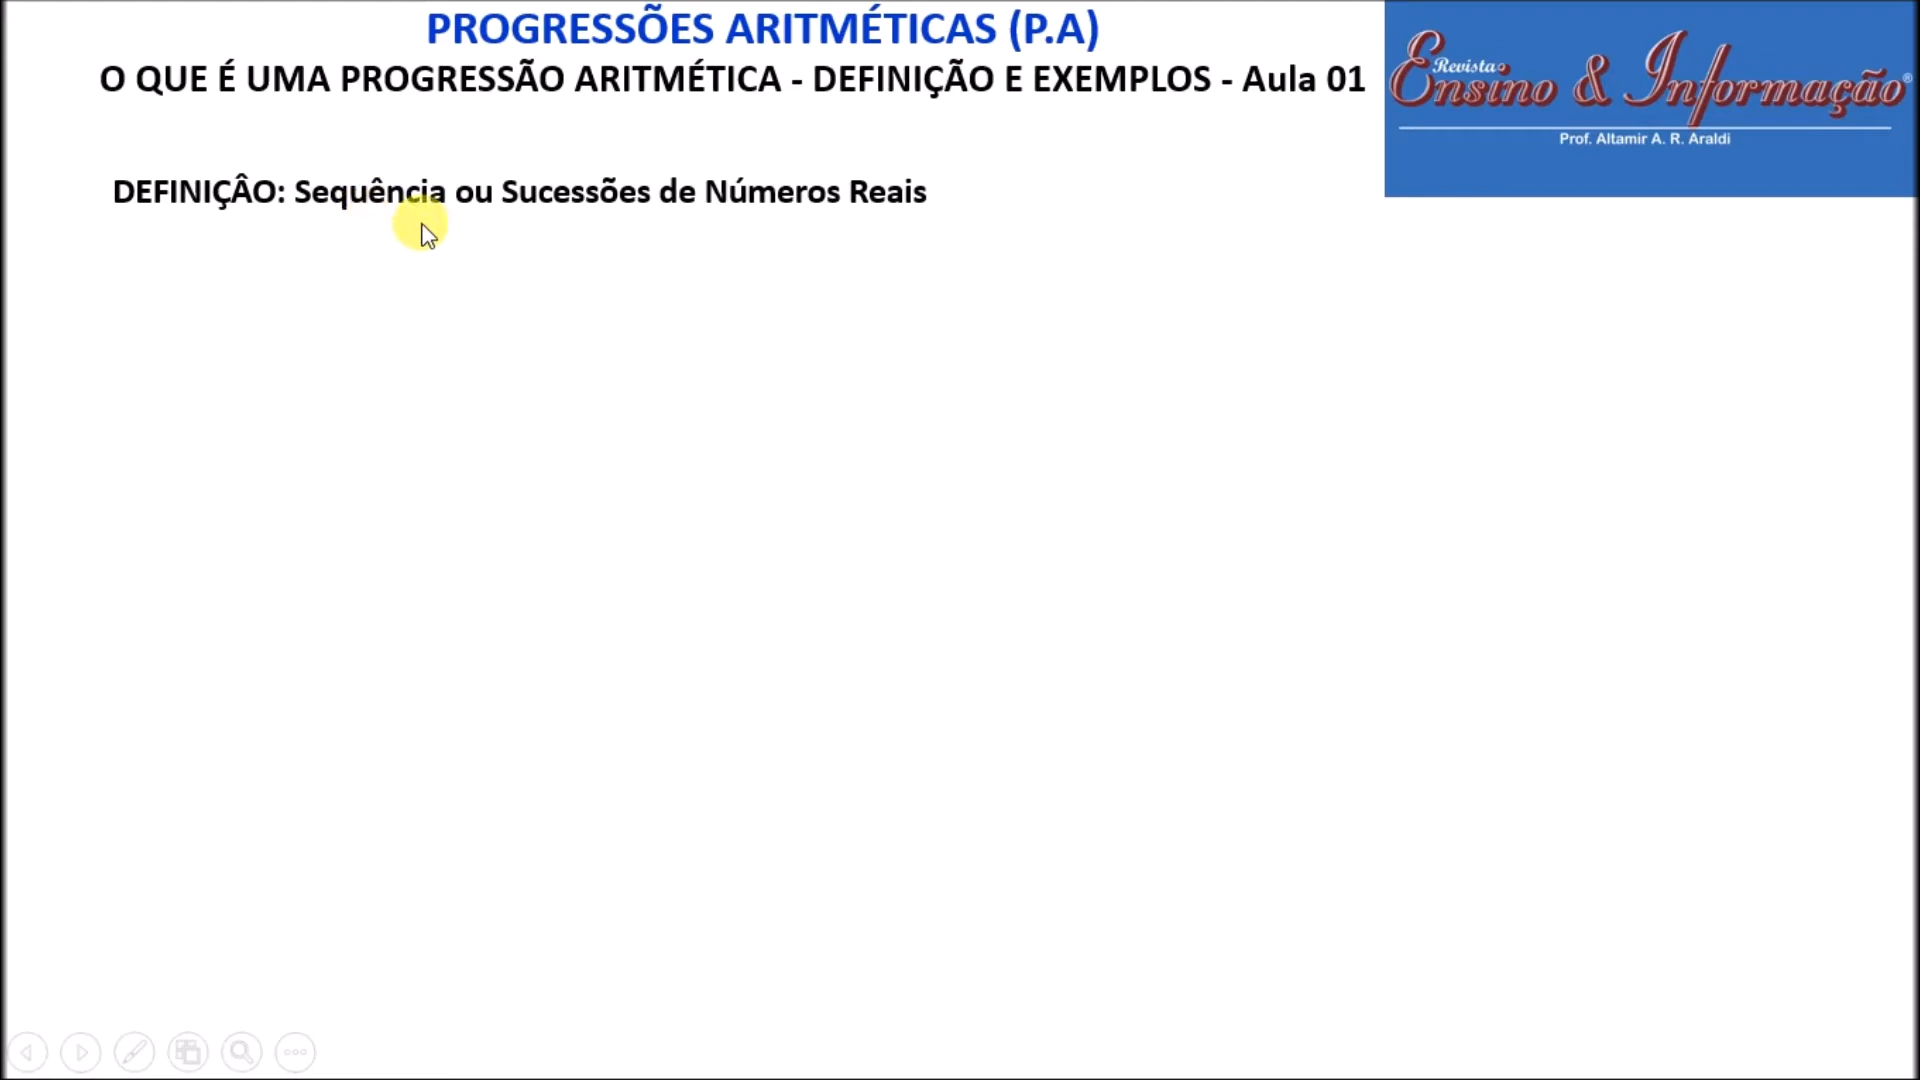 PROGRESSÕES ARITMÉTICAS (P.A)
O QUE É UMA PROGRESSÃO ARITMÉTICA - DEFINIÇÃO E EXEMPLOS - Aula 01
Revista
Ensino & Informação®
Prof. Altamir A. R. Araldi
DEFINIÇÂO: Sequência ou Sucessões de Números Reais